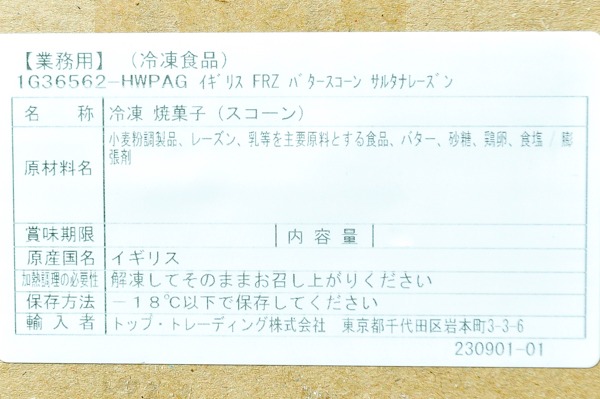 【業務用】 （冷凍食品）
1G36562-HWPAG ｲｷﾞﾘｽ FRZ ﾊﾞﾀｰｽｺｰﾝ ｻﾙﾀﾅﾚｰｽﾞﾝ
名 称 冷凍 焼菓子（スコーン）
原材料名 小麦粉調製品、レーズン、乳等を主要原料とする食品、バター、砂糖、鶏卵、食塩 / 膨
張剤
賞味期限 内容量
原産国名 イギリス
加熱調理の必要性 解凍してそのままお召し上がりください
保存方法 －18℃以下で保存してください
輸入者 トップ・トレーディング株式会社 東京都千代田区岩本町3-3-6
230901-01